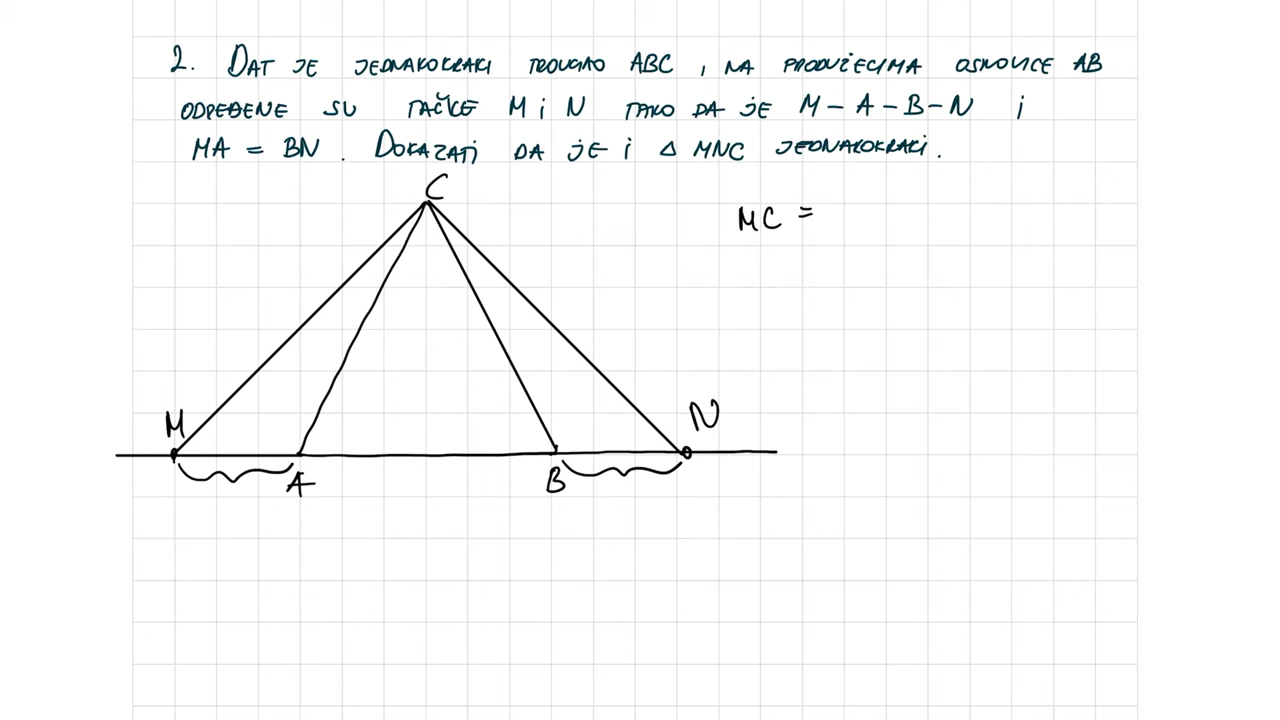 2. DAT JE JEDNAKOKRAKI TROUGAO ABC, NA PRODUŽECIMA OSNOVICE AB
ODREĐENE SU TAČKE M i N TAKO DA JE M - A - B - N i
MA = BN. DOKAZATI DA JE i Δ MNC JEDNAKOKRAKI.
C
MC =
M
N
A
B